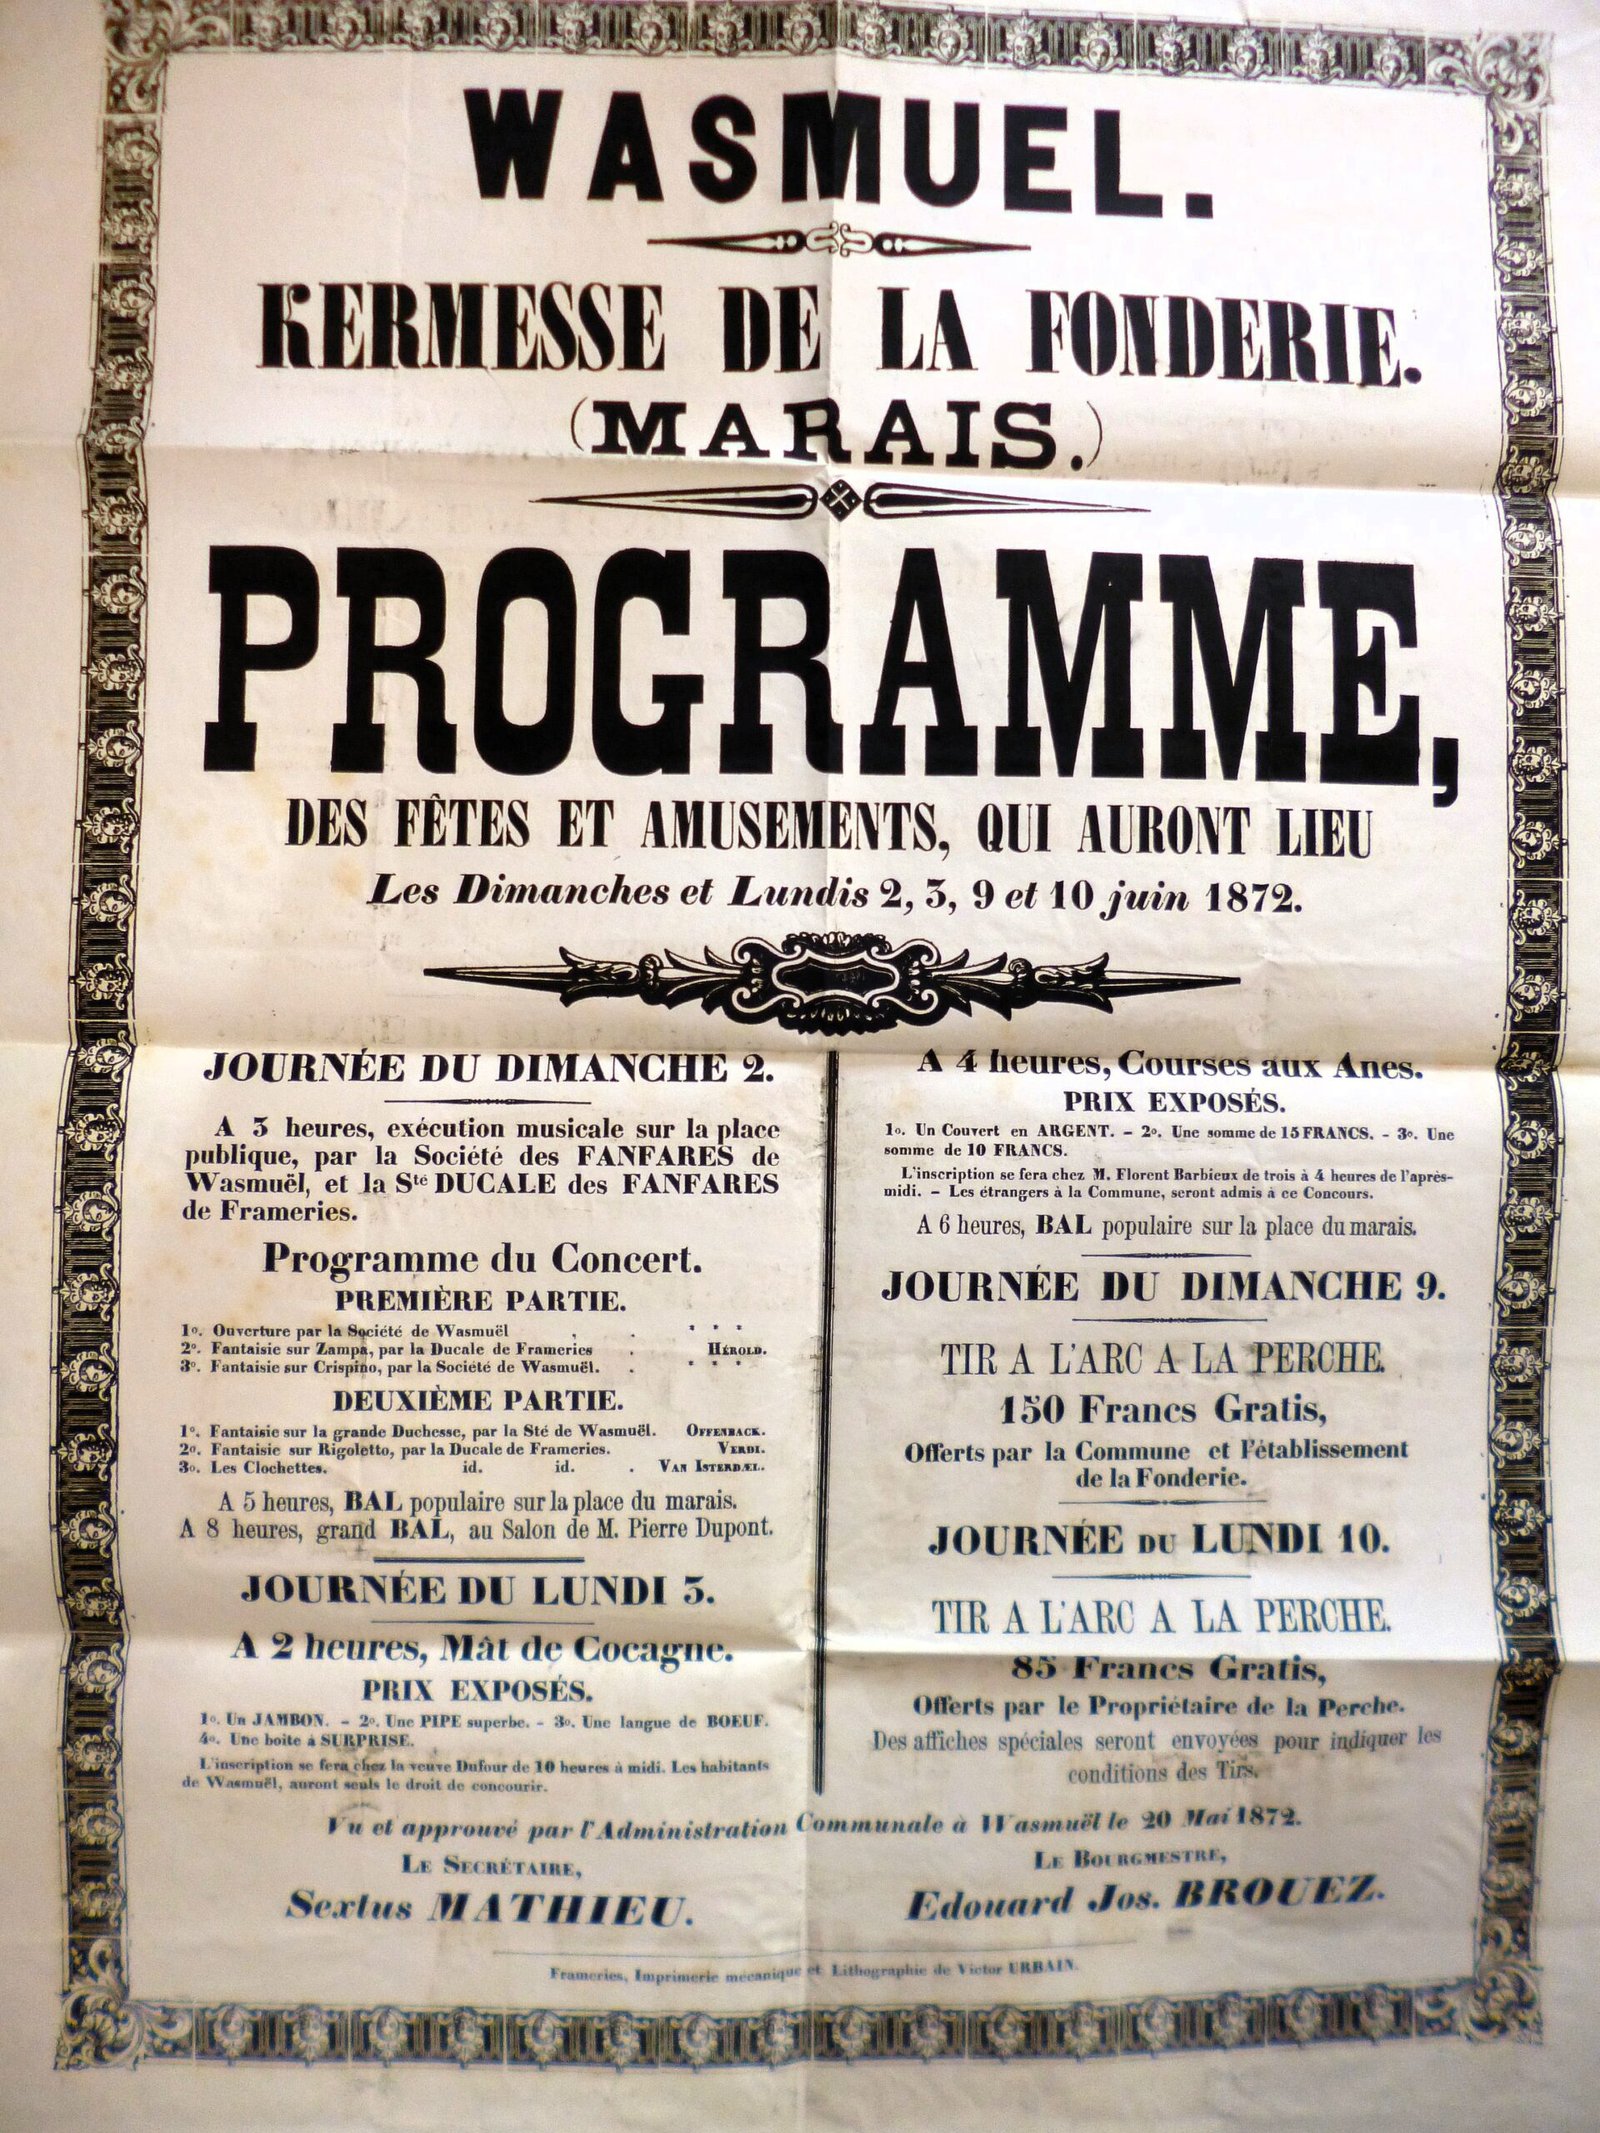 WASMUEL.
KERMESSE DE LA FONDERIE.
(MARAIS.)
PROGRAMME,
DES FÊTES ET AMUSEMENTS, QUI AURONT LIEU
Les Dimanches et Lundis 2, 3, 9 et 10 juin 1872.
JOURNÉE DU DIMANCHE 2.
A 3 heures, exécution musicale sur la place
publique, par la Société des FANFARES de
Wasmuël, et la Sté DUCALE des FANFARES
de Frameries.
Programme du Concert.
PREMIÈRE PARTIE.
1o. Ouverture par la Société de Wasmuël . . * * *
2o. Fantaisie sur Zampa, par la Ducale de Frameries . HÉROLD.
3o. Fantaisie sur Crispino, par la Société de Wasmuël. . * * *
DEUXIÈME PARTIE.
1o. Fantaisie sur la grande Duchesse, par la Sté de Wasmuël. OFFENBACK.
2o. Fantaisie sur Rigoletto, par la Ducale de Frameries. VERDI.
3o. Les Clochettes. id. id. . VAN ISTERDÆL.
A 5 heures, BAL populaire sur la place du marais.
A 8 heures, grand BAL, au Salon de M. Pierre Dupont.
JOURNÉE DU LUNDI 3.
A 2 heures, Mât de Cocagne.
PRIX EXPOSÉS.
1o. Un JAMBON. – 2o. Une PIPE superbe. – 3o. Une langue de BOEUF.
4o. Une boite à SURPRISE.
L'inscription se fera chez la veuve Dufour de 10 heures à midi. Les habitants
de Wasmuël, auront seuls le droit de concourir.
A 4 heures, Courses aux Anes.
PRIX EXPOSÉS.
1o. Un Couvert en ARGENT. – 2o. Une somme de 15 FRANCS. – 3o. Une
somme de 10 FRANCS.
L'inscription se fera chez M. Florent Barbieux de trois à 4 heures de l'après-
midi. – Les étrangers à la Commune, seront admis à ce Concours.
A 6 heures, BAL populaire sur la place du marais.
JOURNÉE DU DIMANCHE 9.
TIR A L'ARC A LA PERCHE.
150 Francs Gratis,
Offerts par la Commune et l'établissement
de la Fonderie.
JOURNÉE DU LUNDI 10.
TIR A L'ARC A LA PERCHE.
85 Francs Gratis,
Offerts par le Propriétaire de la Perche.
Des affiches spéciales seront envoyées pour indiquer les
conditions des Tirs.
Vu et approuvé par l'Administration Communale à Wasmuël le 20 Mai 1872.
LE SECRÉTAIRE,
Sextus MATHIEU.
LE BOURGMESTRE,
Edouard Jos. BROUEZ.
Frameries, Imprimerie mécanique et Lithographie de Victor URBAIN.